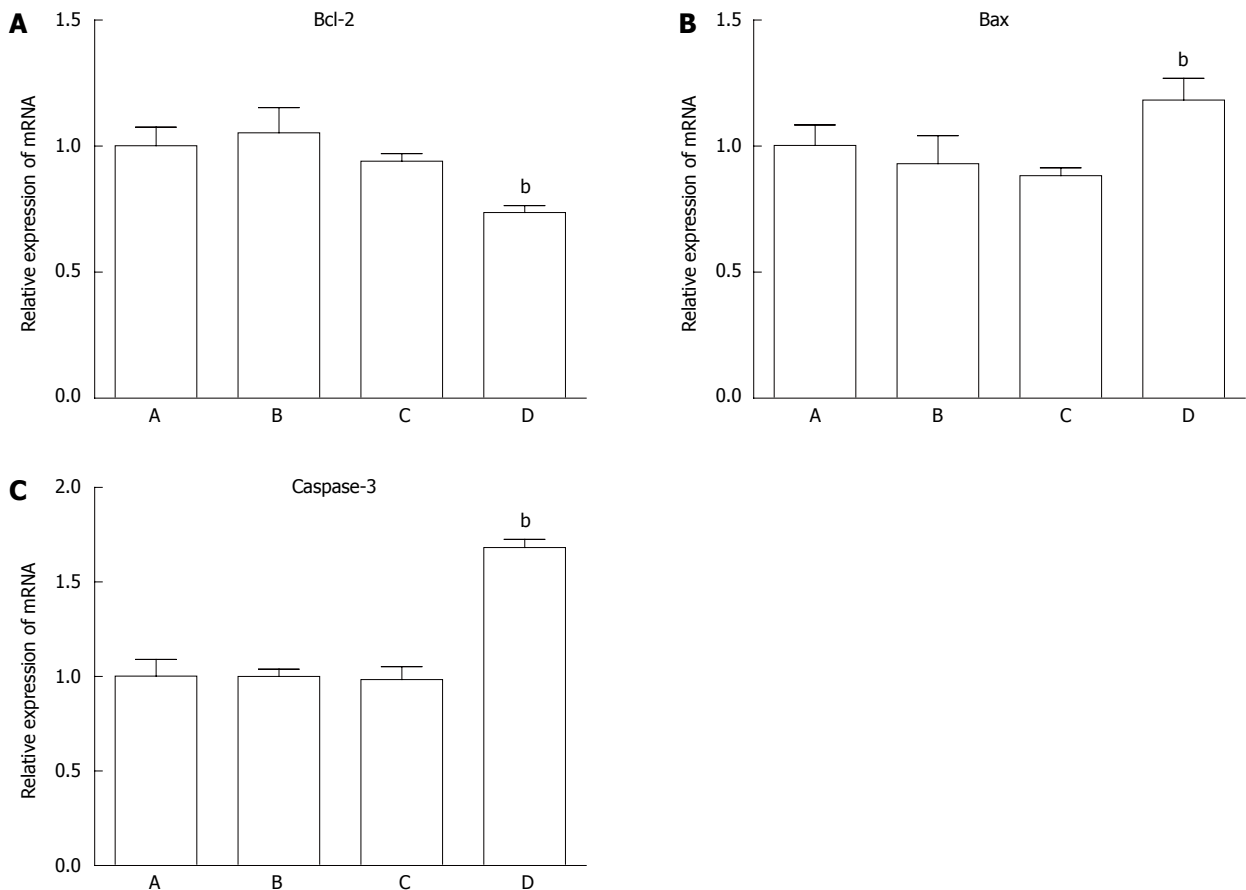 A
Bcl-2
Relative expression of mRNA
1.5
1.0
0.5
0.0
b
A B C D
B
Bax
Relative expression of mRNA
1.5
1.0
0.5
0.0
b
A B C D
C
Caspase-3
Relative expression of mRNA
2.0
1.5
1.0
0.5
0.0
b
A B C D